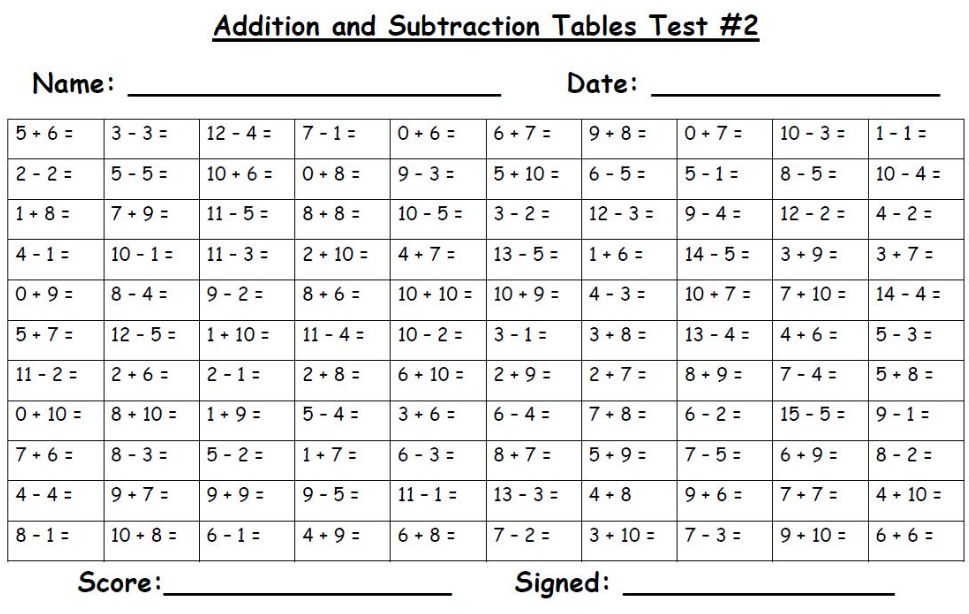 Addition and Subtraction Tables Test #2
Name: ___________________________ Date: _____________________
5 + 6 = 3 – 3 = 12 – 4 = 7 – 1 = 0 + 6 = 6 + 7 = 9 + 8 = 0 + 7 = 10 – 3 = 1 – 1 =
2 – 2 = 5 – 5 = 10 + 6 = 0 + 8 = 9 – 3 = 5 + 10 = 6 – 5 = 5 – 1 = 8 – 5 = 10 – 4 =
1 + 8 = 7 + 9 = 11 – 5 = 8 + 8 = 10 – 5 = 3 – 2 = 12 – 3 = 9 – 4 = 12 – 2 = 4 – 2 =
4 – 1 = 10 – 1 = 11 – 3 = 2 + 10 = 4 + 7 = 13 – 5 = 1 + 6 = 14 – 5 = 3 + 9 = 3 + 7 =
0 + 9 = 8 – 4 = 9 – 2 = 8 + 6 = 10 + 10 = 10 + 9 = 4 – 3 = 10 + 7 = 7 + 10 = 14 – 4 =
5 + 7 = 12 – 5 = 1 + 10 = 11 – 4 = 10 – 2 = 3 – 1 = 3 + 8 = 13 – 4 = 4 + 6 = 5 – 3 =
11 – 2 = 2 + 6 = 2 – 1 = 2 + 8 = 6 + 10 = 2 + 9 = 2 + 7 = 8 + 9 = 7 – 4 = 5 + 8 =
0 + 10 = 8 + 10 = 1 + 9 = 5 – 4 = 3 + 6 = 6 – 4 = 7 + 8 = 6 – 2 = 15 – 5 = 9 – 1 =
7 + 6 = 8 – 3 = 5 – 2 = 1 + 7 = 6 – 3 = 8 + 7 = 5 + 9 = 7 – 5 = 6 + 9 = 8 – 2 =
4 – 4 = 9 + 7 = 9 + 9 = 9 – 5 = 11 – 1 = 13 – 3 = 4 + 8 9 + 6 = 7 + 7 = 4 + 10 =
8 – 1 = 10 + 8 = 6 – 1 = 4 + 9 = 6 + 8 = 7 – 2 = 3 + 10 = 7 – 3 = 9 + 10 = 6 + 6 =
Score:_____________________ Signed: ____________________